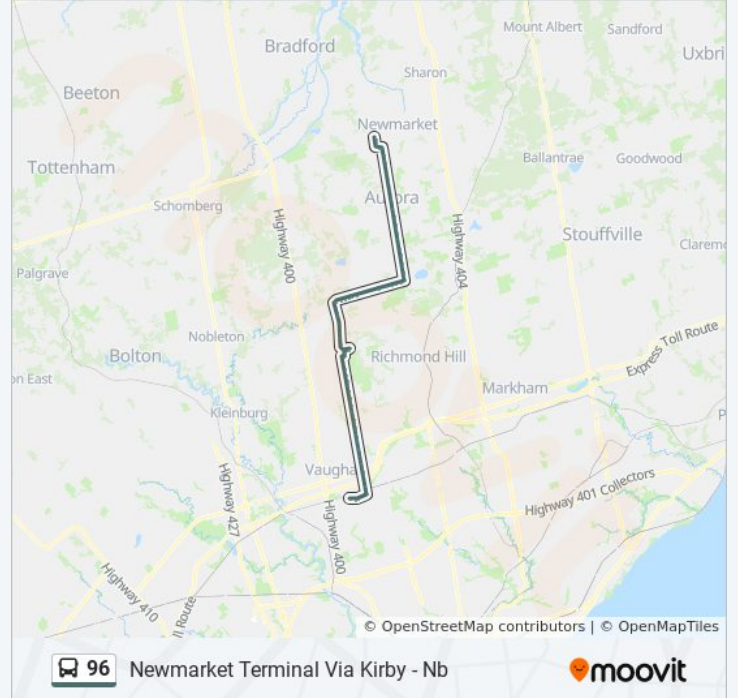 Mount Albert
Sandford
Bradford
Uxbri
Sharon
Beeton
Newmarket
Ballantrae
Goodwood
Tottenham
Aurora
Schomberg
Highway 400
Highway 404
Stouffville
Claremo
Palgrave
Nobleton
Express Toll Route
Bolton
Richmond Hill
on East
Markham
Kleinburg
P
Vaugha
Highway 427
Highway 401 Collectors
Highway 400
Highway 410
ll Route
© OpenStreetMap contributors | © OpenMapTiles
96 Newmarket Terminal Via Kirby - Nb
moovit